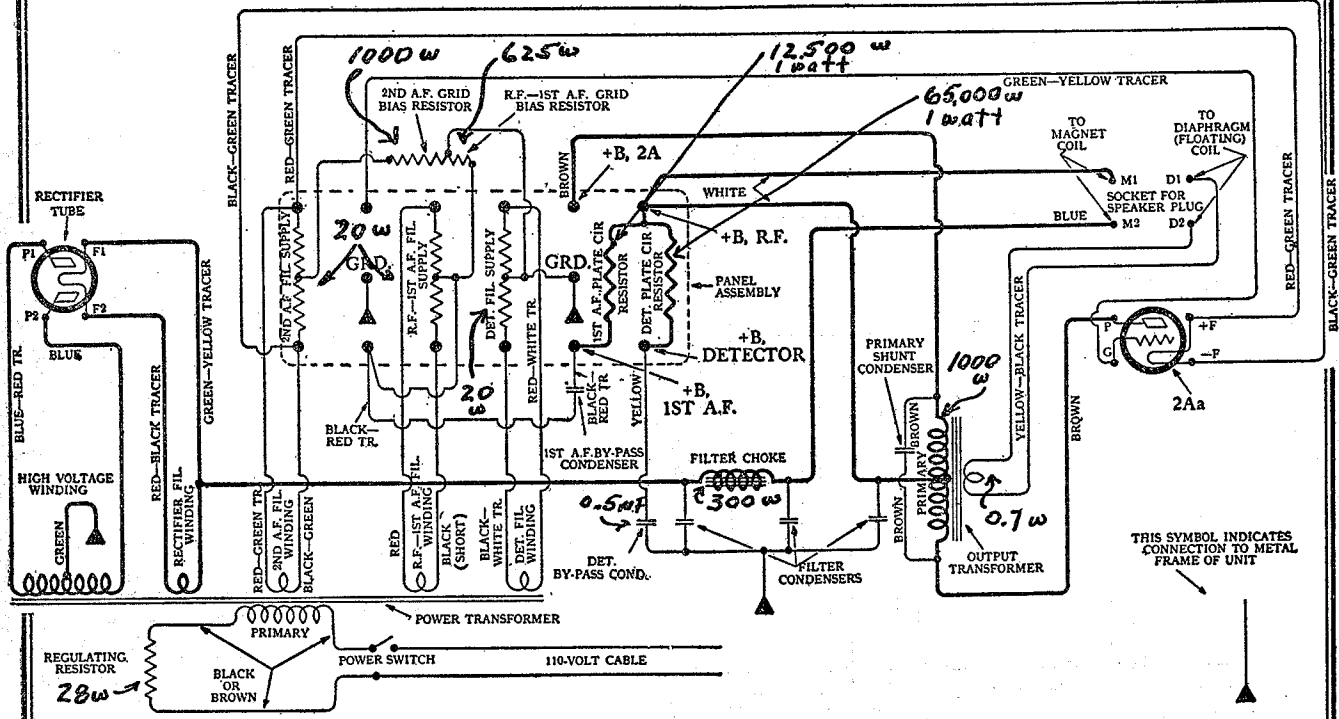 1000 w
625 w
12,500 w
1 watt
65,000 w
1 watt
GREEN—YELLOW TRACER
BLACK—GREEN TRACER
RED—GREEN TRACER
2ND A.F. GRID
BIAS RESISTOR
R.F.—1ST A.F. GRID
BIAS RESISTOR
BROWN
+B, 2A
WHITE
TO
MAGNET
COIL
TO
DIAPHRAGM
(FLOATING)
COIL
M1
D1
SOCKET FOR
SPEAKER PLUG
M2
D2
BLUE
RED—GREEN TRACER
BLACK—GREEN TRACER
RECTIFIER
TUBE
P1
F1
P2
F2
BLUE
BLUE—RED TR.
RED—BLACK TRACER
GREEN—YELLOW TRACER
2ND A.F. FIL. SUPPLY
20 w
GRD.
R.F.—1ST A.F. FIL.
SUPPLY
DET. FIL. SUPPLY
GRD.
1ST A.F. PLATE CIR.
RESISTOR
DET. PLATE CIR.
RESISTOR
+B, R.F.
PANEL
ASSEMBLY
+B,
DETECTOR
+B,
1ST A.F.
20
w
RED—WHITE TR.
BLACK—
RED TR.
BLACK—
RED TR.
YELLOW
1ST A.F. BY-PASS
CONDENSER
PRIMARY
SHUNT
CONDENSER
1000
w
YELLOW—BLACK TRACER
BROWN
P
+F
G
—F
2Aa
HIGH VOLTAGE
WINDING
GREEN
RECTIFIER FIL.
WINDING
RED—GREEN TR.
2ND A.F. FIL.
WINDING
BLACK—GREEN
RED
R.F.—1ST A.F. FIL.
WINDING
BLACK
(SHORT)
BLACK—
WHITE TR.
DET. FIL.
WINDING
FILTER CHOKE
300 w
0.5 µF
DET.
BY-PASS COND.
FILTER
CONDENSERS
BROWN
BROWN
PRIMARY
0.7 w
OUTPUT
TRANSFORMER
THIS SYMBOL INDICATES
CONNECTION TO METAL
FRAME OF UNIT
POWER TRANSFORMER
PRIMARY
REGULATING
RESISTOR
28 w
BLACK
OR
BROWN
POWER SWITCH
110-VOLT CABLE